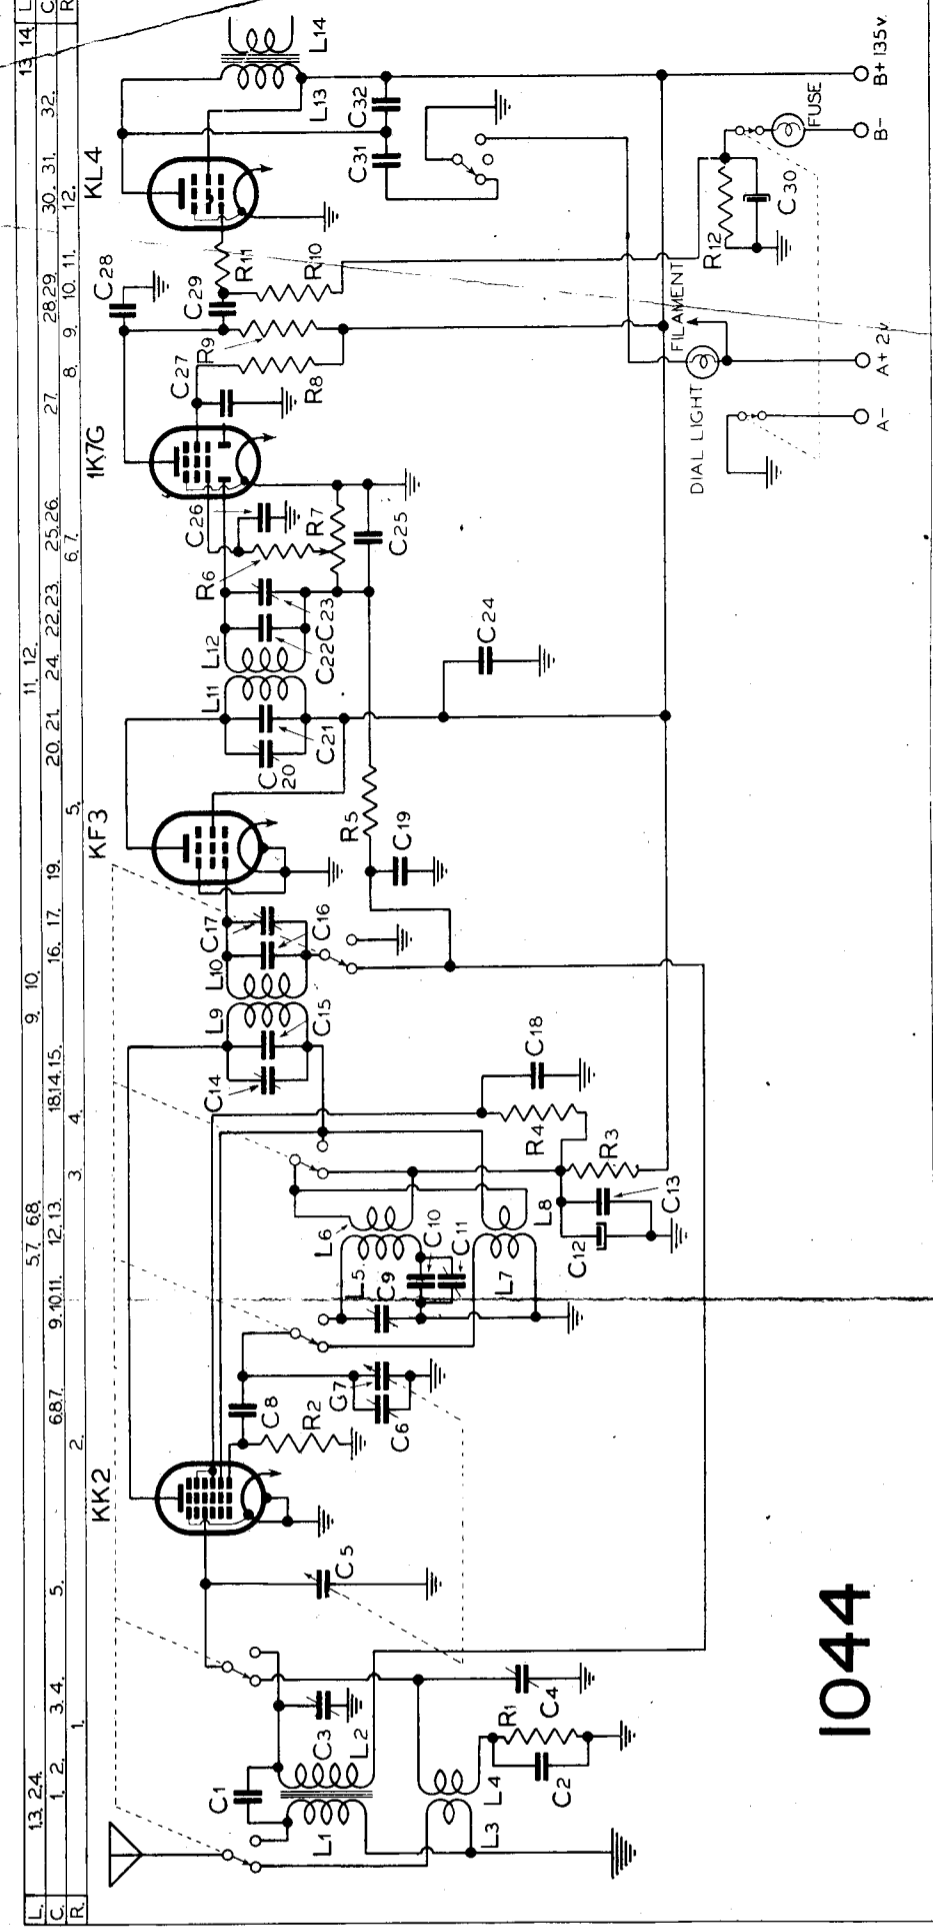 L. 1,3. 2,4. 5,7. 6,8. 9. 10. 11. 12. 13. 14. L
C. 1. 2. 3.4. 5. 6.8.7. 9.10.11. 12.13. 18.14.15. 16. 17. 19. 20. 21. 24. 22.23. 25.26. 27. 28.29. 30. 31. 32. C.
R. 1. 2. 3. 4. 5. 6.7. 8. 9. 10. 11. 12. R
KK2
KF3
1K7G
KL4
C28
C1
L1
C3
L2
L3
L4
R1
C2
C4
C5
C8
R2
C7
C6
L6
L5
C9
C10
C11
L7
L8
C12
C13
R3
R4
C18
C14
L9
C15
L10
C17
C16
R5
C19
L11
C20
C21
L12
C22
C23
C24
R6
C26
R7
C25
C27
R8
R9
C29
R11
R10
C31
C32
L13
L14
R12
C30
FUSE
DIAL LIGHT
FILAMENT
A-
A+ 2v
B-
B+ 135v.
1044